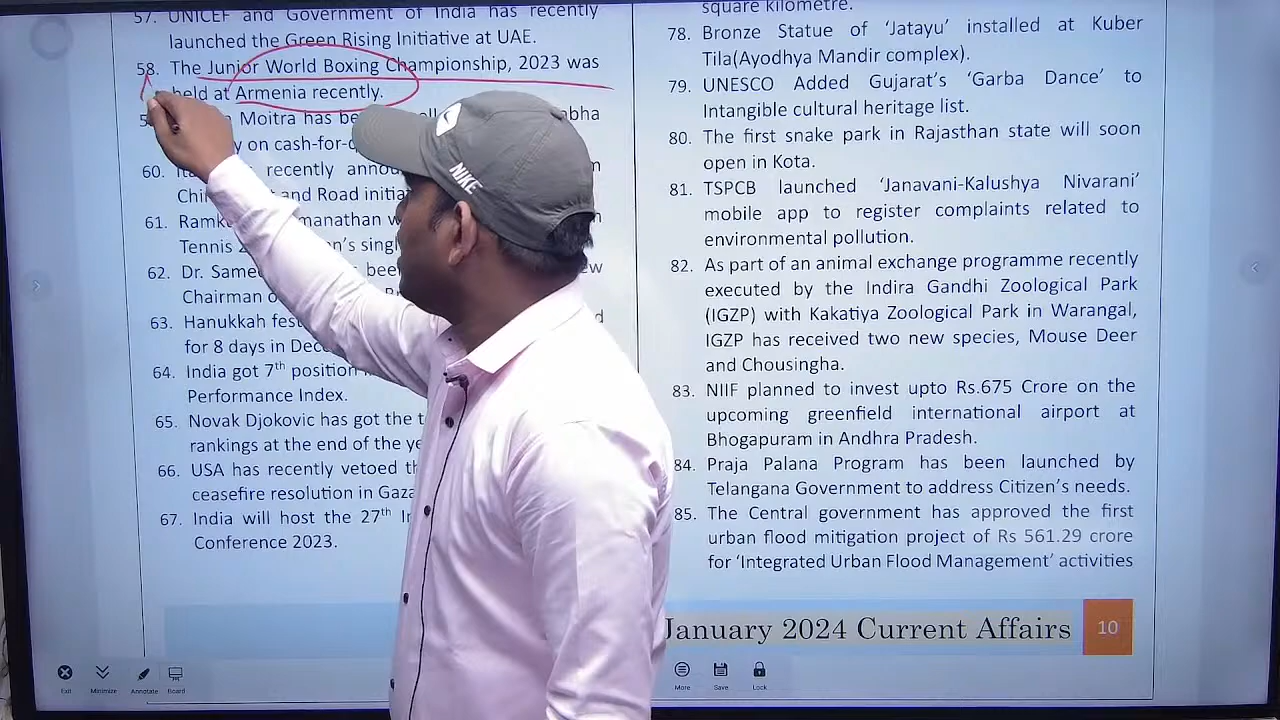 57. UNICEF and Government of India has recently
launched the Green Rising Initiative at UAE.
58. The Junior World Boxing Championship, 2023 was
held at Armenia recently.
Moitra has
on
60. recently
and Road
61.
Tennis
62. Dr.
Chairman
63. Hanukkah
for 8 days in
64. India got 7th position
Performance Index.
65. Novak Djokovic has got the
rankings at the end of the
66. USA has recently vetoed
ceasefire resolution in Gaza
67. India will host the 27th
Conference 2023.
square kilometre.
78. Bronze Statue of ‘Jatayu’ installed at Kuber
Tila(Ayodhya Mandir complex).
79. UNESCO Added Gujarat’s ‘Garba Dance’ to
Intangible cultural heritage list.
80. The first snake park in Rajasthan state will soon
open in Kota.
81. TSPCB launched ‘Janavani-Kalushya Nivarani’
mobile app to register complaints related to
environmental pollution.
82. As part of an animal exchange programme recently
executed by the Indira Gandhi Zoological Park
(IGZP) with Kakatiya Zoological Park in Warangal,
IGZP has received two new species, Mouse Deer
and Chousingha.
83. NIIF planned to invest upto Rs.675 Crore on the
upcoming greenfield international airport at
Bhogapuram in Andhra Pradesh.
84. Praja Palana Program has been launched by
Telangana Government to address Citizen’s needs.
85. The Central government has approved the first
urban flood mitigation project of Rs 561.29 crore
for ‘Integrated Urban Flood Management’ activities
January 2024 Current Affairs 10
Exit Minimize Annotate Board More Save Lock
NIKE